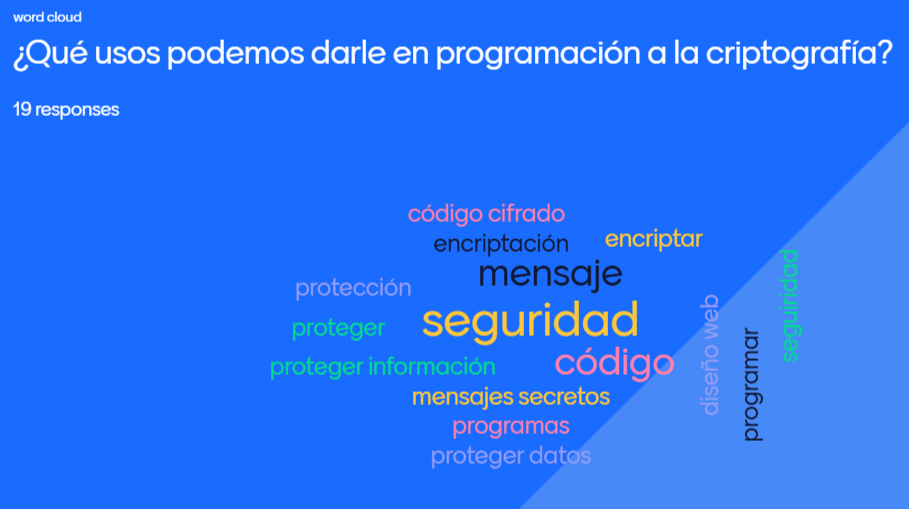 word cloud
¿Qué usos podemos darle en programación a la criptografía?
19 responses
código cifrado
encriptación
encriptar
mensaje
protección
seguridad
proteger
código
proteger información
mensajes secretos
programas
proteger datos
diseño web
programar
seguiridad